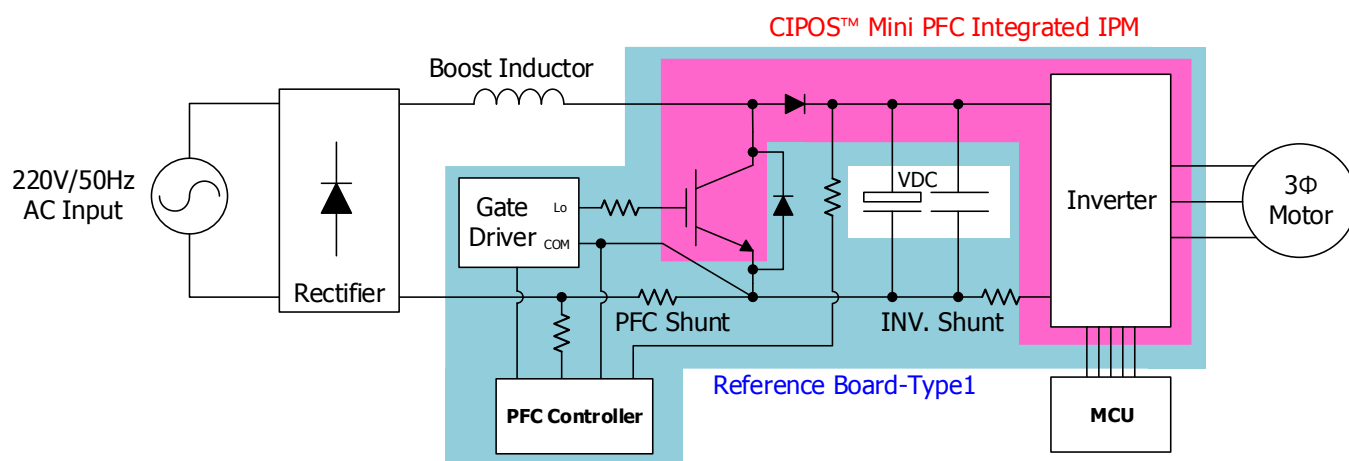 CIPOS™ Mini PFC Integrated IPM
Boost Inductor
220V/50Hz
AC Input
Rectifier
Gate
Driver
Lo
COM
VDC
Inverter
3Φ
Motor
PFC Shunt
INV. Shunt
Reference Board-Type1
PFC Controller
MCU